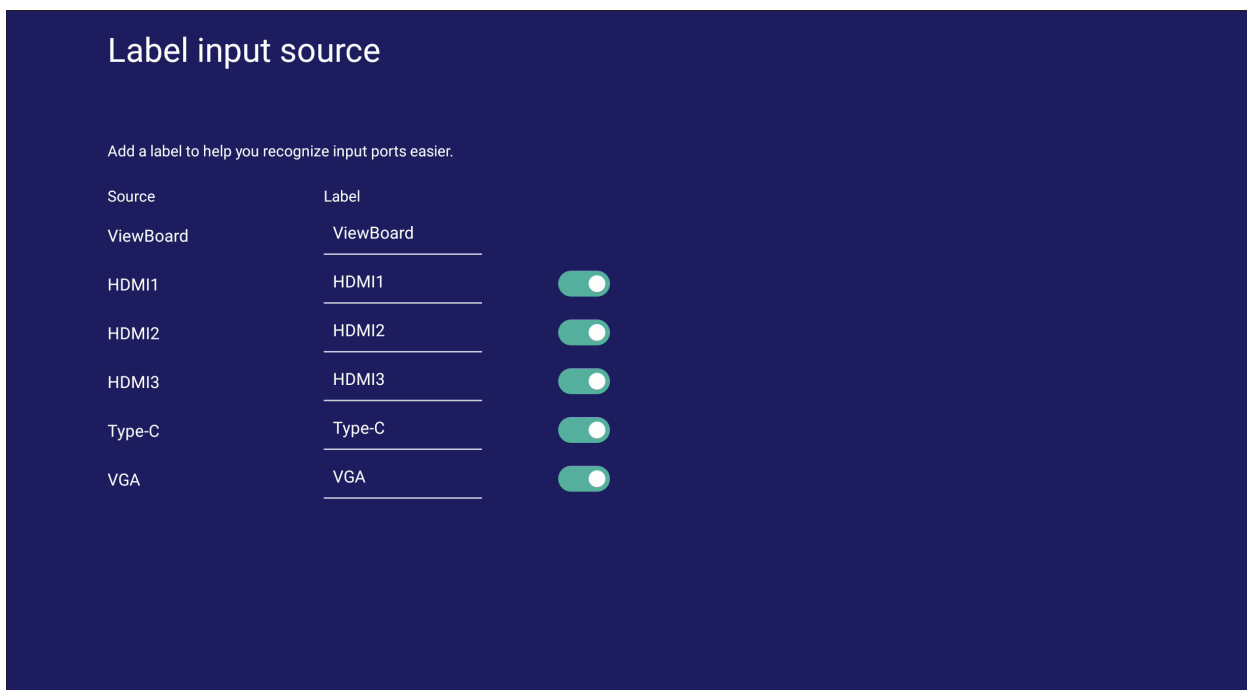 Label input source
Add a label to help you recognize input ports easier.
Source Label
ViewBoard ViewBoard
HDMI1 HDMI1
HDMI2 HDMI2
HDMI3 HDMI3
Type-C Type-C
VGA VGA